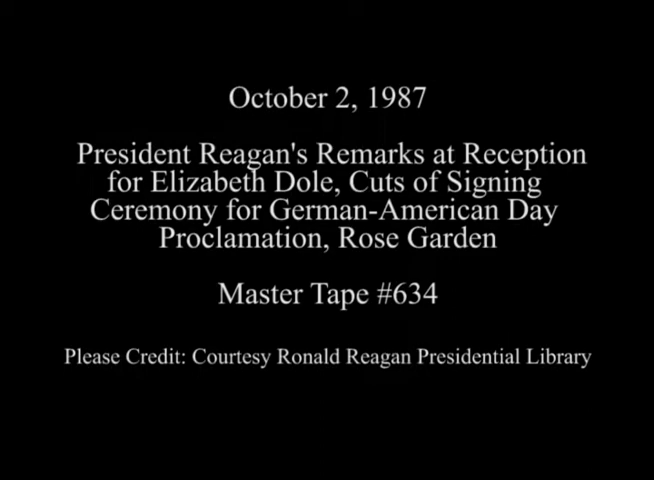 October 2, 1987
President Reagan's Remarks at Reception
for Elizabeth Dole, Cuts of Signing
Ceremony for German-American Day
Proclamation, Rose Garden
Master Tape #634
Please Credit: Courtesy Ronald Reagan Presidential Library